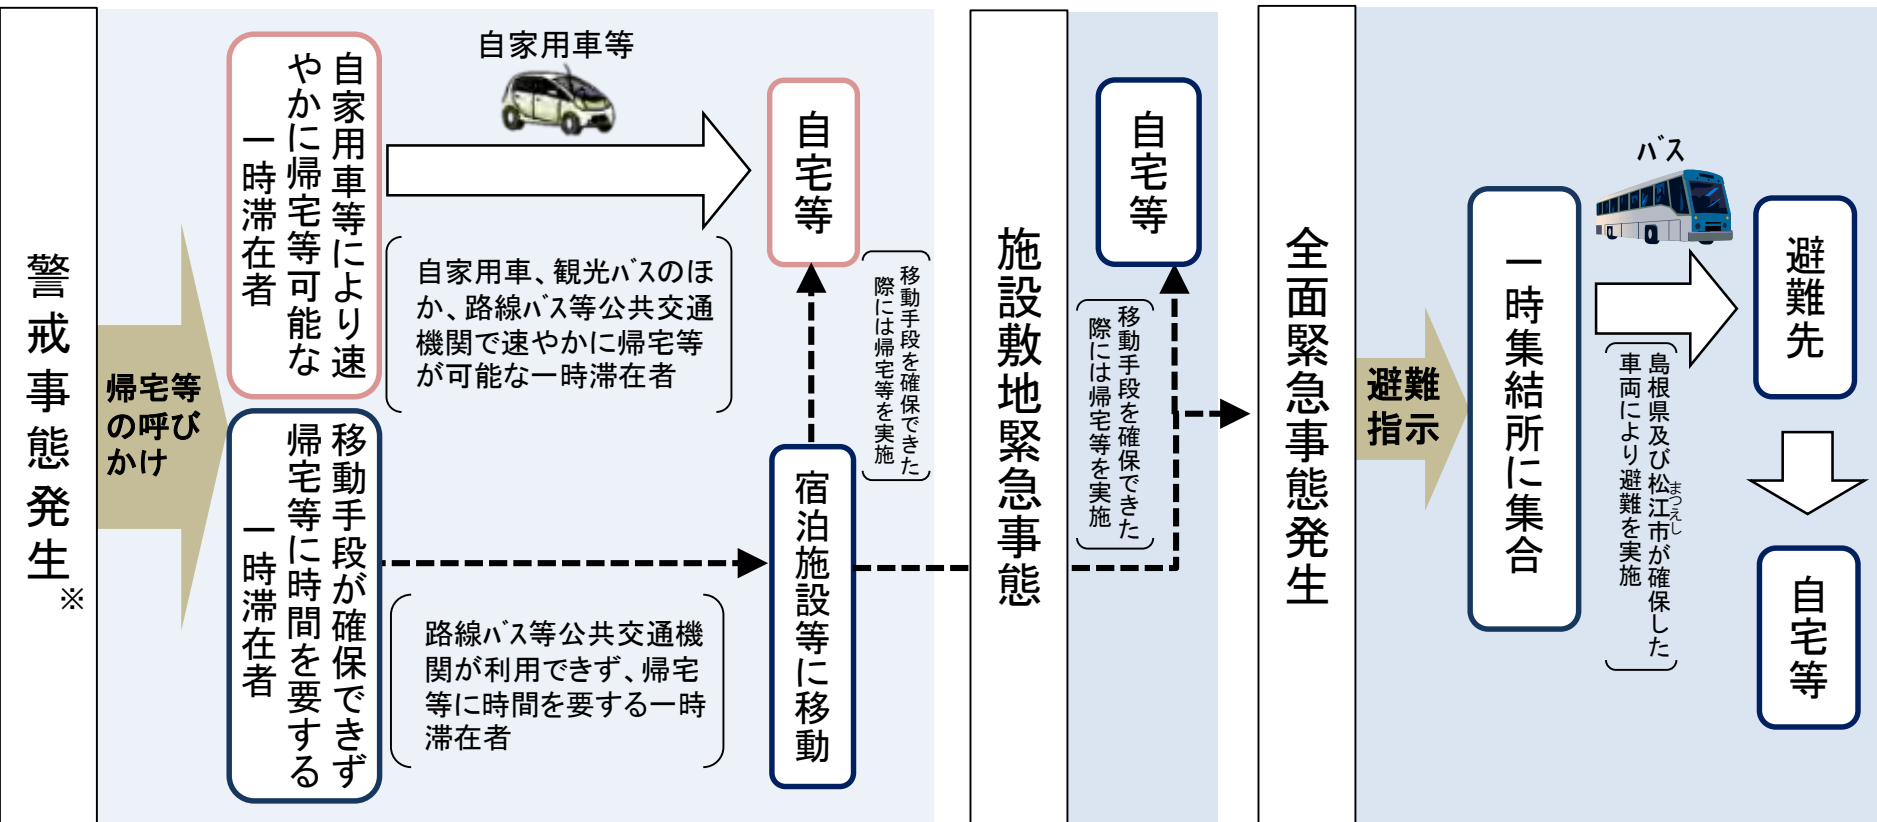 警戒事態発生※
帰宅等
の呼び
かけ
自家用車等により速
やかに帰宅等可能な
一時滞在者
移動手段が確保できず
帰宅等に時間を要する
一時滞在者
自家用車等
自家用車、観光バスのほ
か、路線バス等公共交通
機関で速やかに帰宅等
が可能な一時滞在者
路線バス等公共交通機
関が利用できず、帰宅
等に時間を要する一時
滞在者
自宅等
移動手段を確保できた
際には帰宅等を実施
宿泊施設等に移動
施設敷地緊急事態
自宅等
移動手段を確保できた
際には帰宅等を実施
全面緊急事態発生
避難
指示
一時集結所に集合
バス
島根県及び松江市が確保した
まつえし
車両により避難を実施
避難先
自宅等